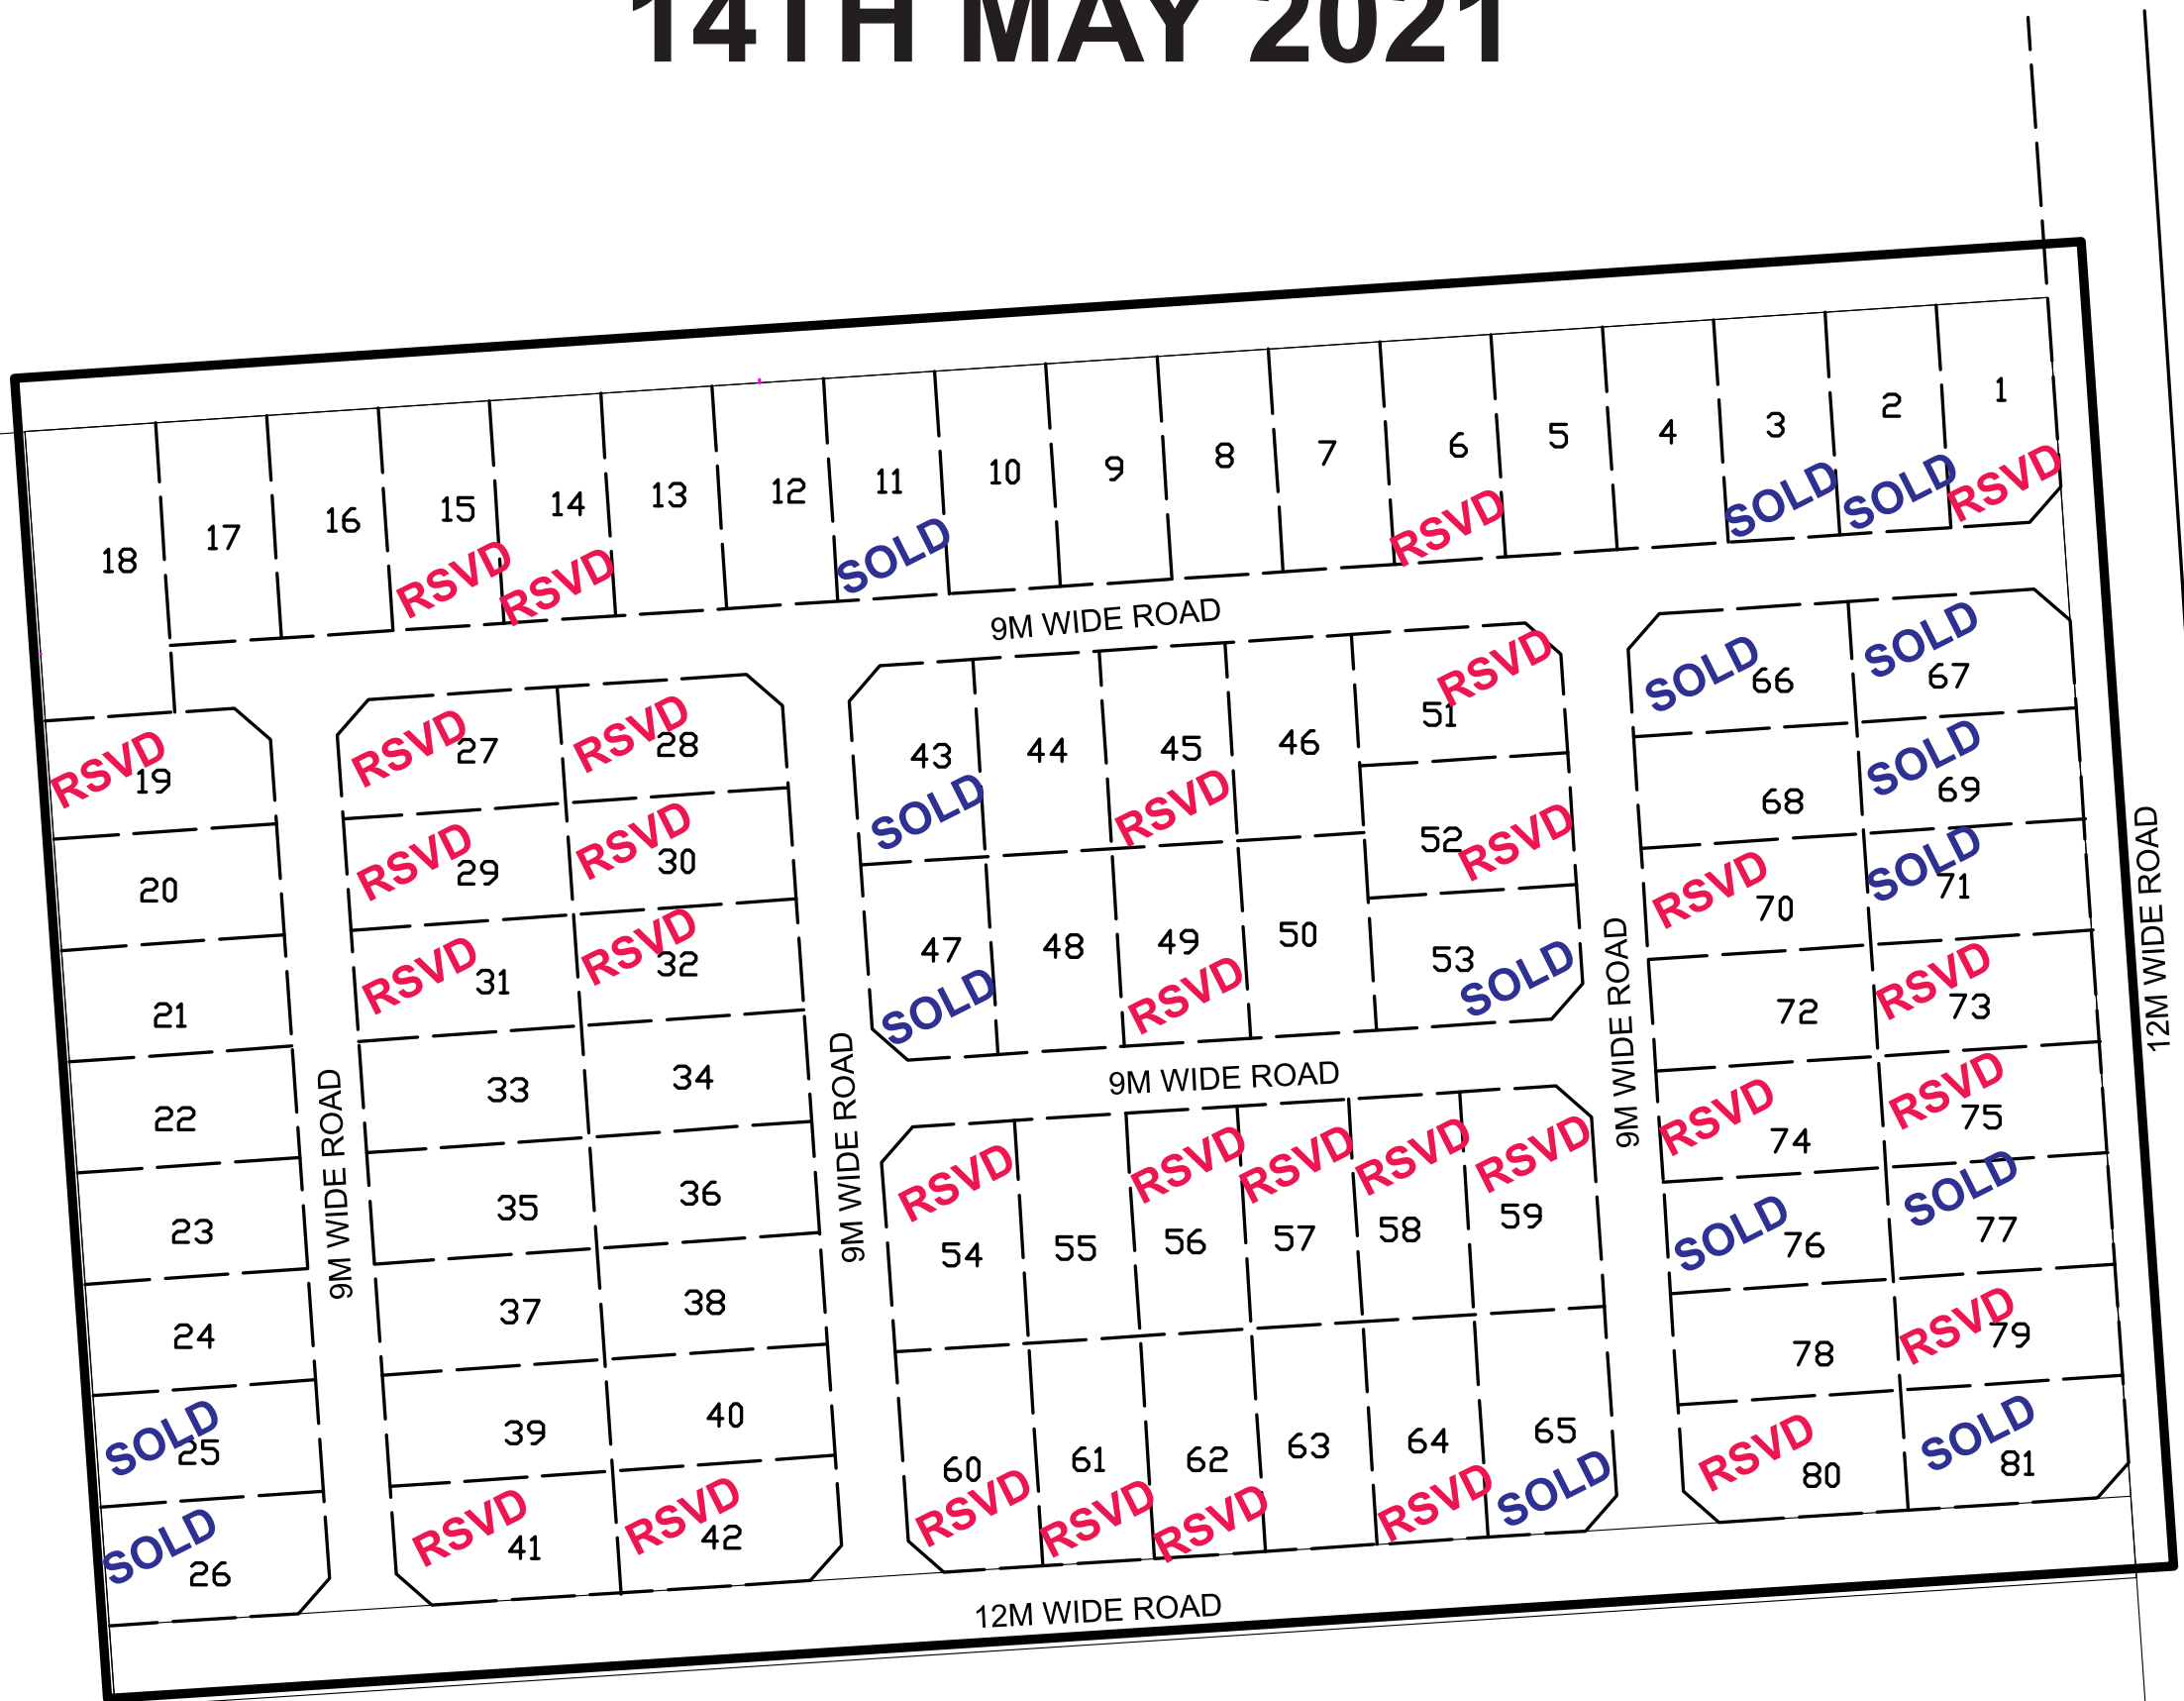 14TH MAY 2021
1
RSVD
2
SOLD
3
SOLD
4
5
6
RSVD
7
8
9
10
11
SOLD
12
13
14
RSVD
15
RSVD
16
17
18
9M WIDE ROAD
RSVD
19
20
21
22
23
24
SOLD
25
SOLD
26
9M WIDE ROAD
RSVD
27
RSVD
28
RSVD
29
RSVD
30
RSVD
31
RSVD
32
33
34
35
36
37
38
39
40
RSVD
41
RSVD
42
9M WIDE ROAD
43
SOLD
44
45
RSVD
46
47
SOLD
48
49
RSVD
50
RSVD
51
52
RSVD
53
SOLD
9M WIDE ROAD
RSVD
54
55
RSVD
56
RSVD
57
RSVD
58
RSVD
59
60
RSVD
61
RSVD
62
RSVD
63
64
RSVD
65
SOLD
9M WIDE ROAD
SOLD
66
SOLD
67
68
SOLD
69
RSVD
70
SOLD
71
72
RSVD
73
RSVD
74
RSVD
75
SOLD
76
SOLD
77
78
RSVD
79
RSVD
80
SOLD
81
12M WIDE ROAD
12M WIDE ROAD